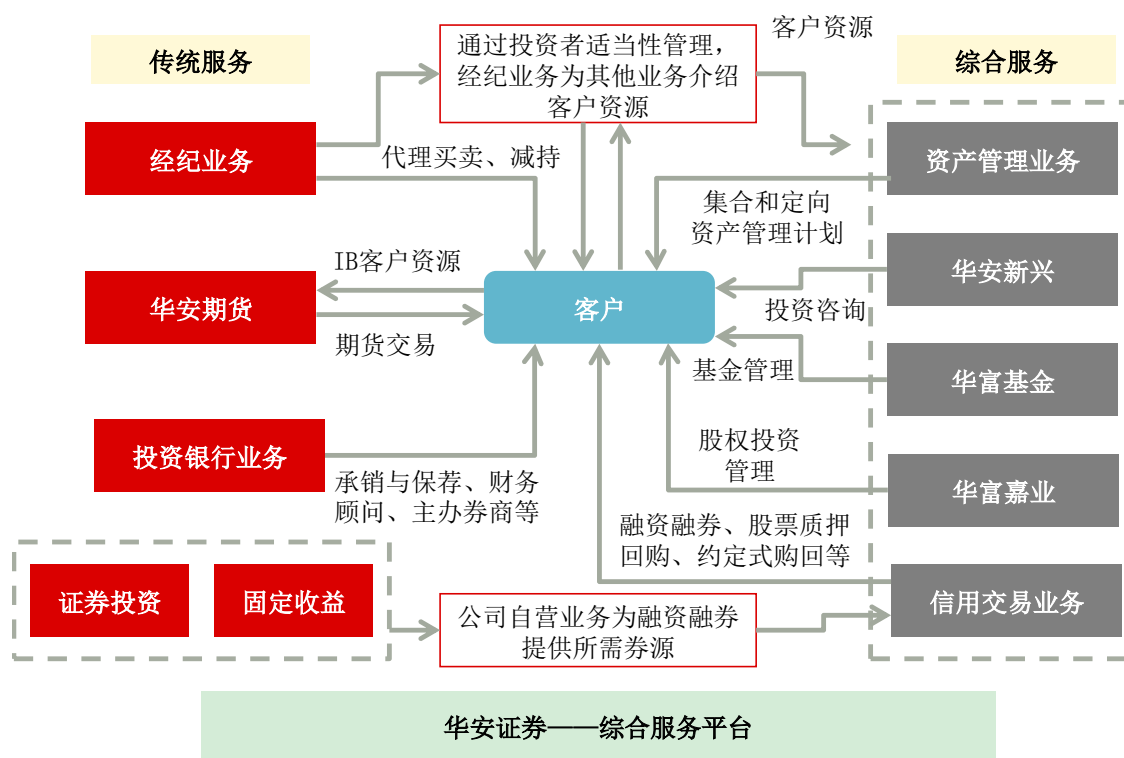 客户资源
传统服务
通过投资者适当性管理，
经纪业务为其他业务介绍
客户资源
综合服务
经纪业务
代理买卖、减持
资产管理业务
集合和定向
资产管理计划
IB客户资源
华安期货
客户
华安新兴
投资咨询
期货交易
基金管理
华富基金
投资银行业务
股权投资
管理
承销与保荐、财务
顾问、主办券商等
华富嘉业
融资融券、股票质押
回购、约定式购回等
证券投资
固定收益
公司自营业务为融资融券
提供所需券源
信用交易业务
华安证券——综合服务平台